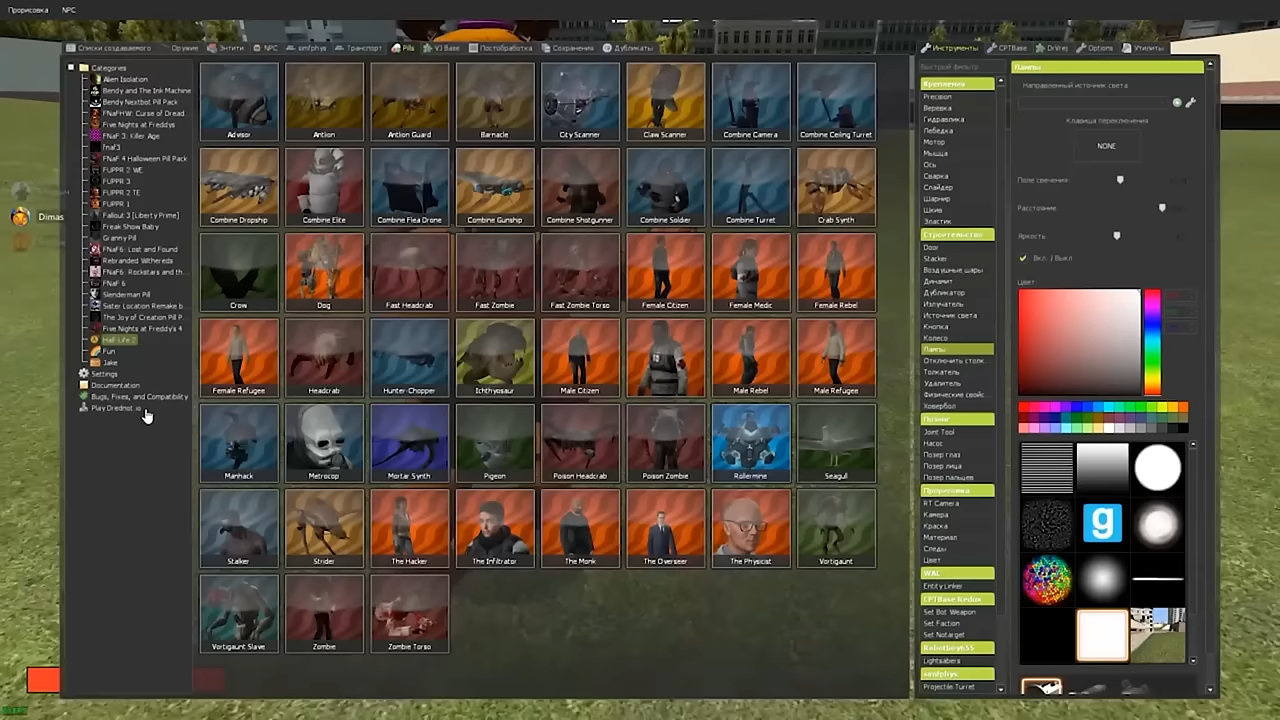 Прорисовка NPC
Списки создаваемого Оружие Энтити NPC smfphys Транспорт Pills VJ Base Постобработка Сохранения Дубликаты
Инструменты CPTBase DrVrej Options Утилиты
Categories
Alien Isolation
Bendy and The Ink Machine
Bendy Nextbot Pill Pack
FNaFHW: Curse of Dread
Five Nights at Freddys
FNaF 3: Killer Age
fnaf3
FNAF 4 Halloween Pill Pack
FUPPR 2 WE
FUPPR 3
FUPPR 2 TE
FUPPR 1
Fallout 3 [Liberty Prime]
Freak Show Baby
Granny Pill
FNAF6: Lost and Found
Rebranded Withereds
FNAF6: Rockstars and th...
FNAF 6
Slenderman Pill
Sister Location Remake b
The Joy of Creation Pill P.
Five Nights at Freddy's 4
Half-Life 2
Fun
Jake
Settings
Documentation
Bugs, Fixes, and Compatibility
Play Drednot.io
Dimas
Advisor Antlion Antlion Guard Barnacle City Scanner Claw Scanner Combine Camera Combine Ceiling Turret
Combine Dropship Combine Elite Combine Flea Drone Combine Gunship Combine Shotgunner Combine Soldier Combine Turret Crab Synth
Crow Dog Fast Headcrab Fast Zombie Fast Zombie Torso Female Citizen Female Medic Female Rebel
Female Refugee Headcrab Hunter-Chopper Ichthyosaur Male Citizen Male Rebel Male Refugee
Manhack Metrocop Mortar Synth Pigeon Poison Headcrab Poison Zombie Rollermine Seagull
Stalker Strider The Hacker The Infiltrator The Monk The Overseer The Physicist Vortigaunt
Vortigaunt Slave Zombie Zombie Torso
Быстрый фильтр
Крепления
Precision
Веревка
Гидравлика
Лебедка
Мотор
Мышца
Ось
Сварка
Слайдер
Шарнир
Шкив
Эластик
Строительство
Door
Stacker
Воздушные шары
Динамит
Дубликатор
Излучатель
Источник света
Кнопка
Колесо
Лампы
Отключить столк
Толкатель
Удалитель
Физические свойс..
Ховербол
Позинг
Joint Tool
Насос
Позер глаз
Позер лица
Позер пальцев
Прорисовка
RT Camera
Камера
Краска
Материал
Следы
Цвет
WAC
Entity Linker
CPTBase Redux
Set Bot Weapon
Set Faction
Set Notarget
Robotboy655
Lightsabers
smfphys
Projectile Turret
Лампы
Направленный источник света
Клавиша переключения
NONE
Поле свечения
Расстояние
Яркость
Вкл. / Выкл
Цвет
g